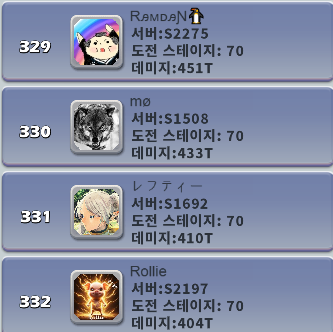 329
RᴀᴍᴅᴀN🐧
서버:S2275
도전 스테이지: 70
데미지:451T
330
mø
서버:S1508
도전 스테이지: 70
데미지:433T
331
レフティー
서버:S1692
도전 스테이지: 70
데미지:410T
332
Rollie
서버:S2197
도전 스테이지: 70
데미지:404T